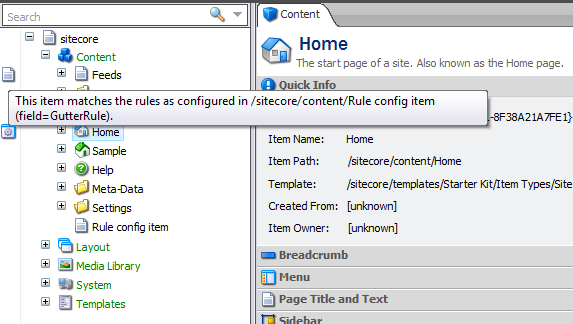 Search
sitecore
Content
Feeds
This item matches the rules as configured in /sitecore/content/Rule config item
(field=GutterRule).
Home
Sample
Help
Meta-Data
Settings
Rule config item
Layout
Media Library
System
Templates
Content
Home
The start page of a site. Also known as the Home page.
Quick Info
-8F38A21A7FE1}
Item Name: Home
Item Path: /sitecore/content/Home
Template: /sitecore/templates/Starter Kit/Item Types/Site
Created From: [unknown]
Item Owner: [unknown]
Breadcrumb
Menu
Page Title and Text
Sidebar